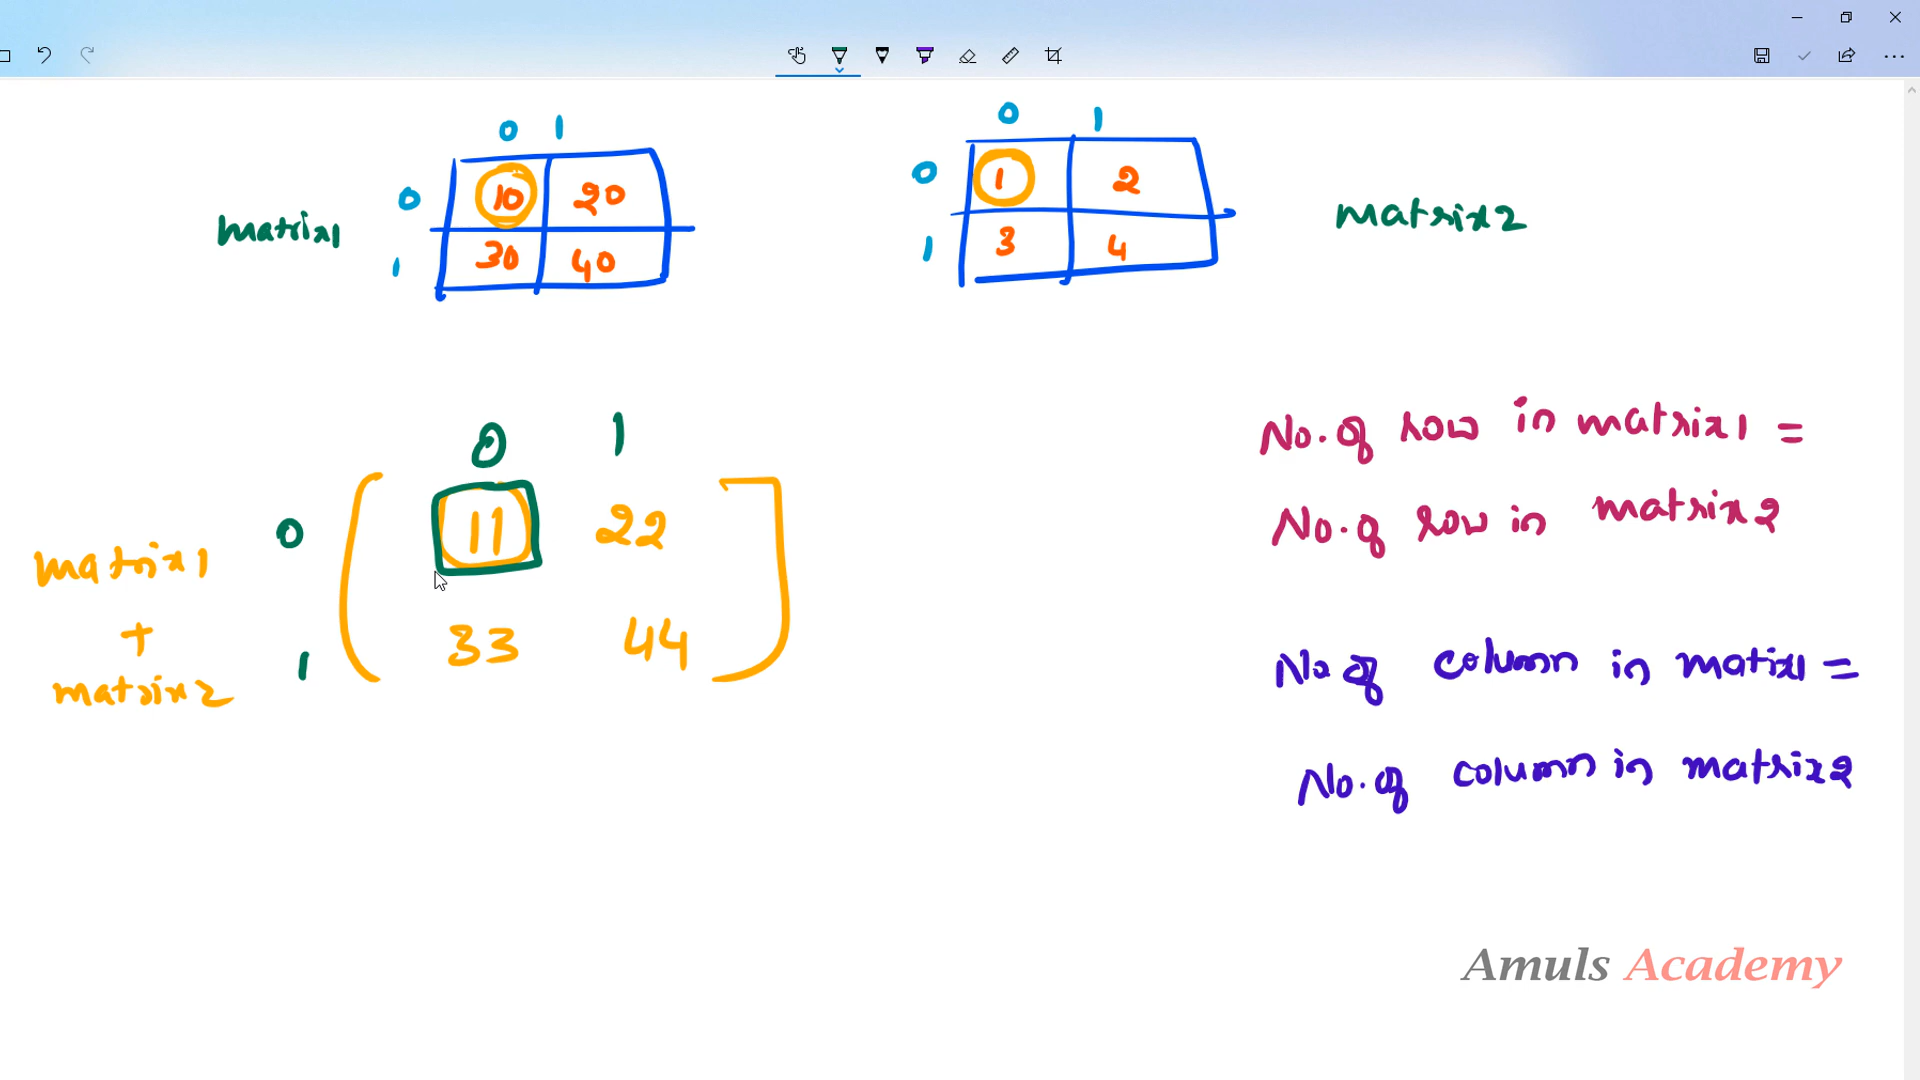 0 1
0 10 20
matrix1
1 30 40
0 1
0 1 2
matrix2
1 3 4
0 1
0 11 22
1 33 44
matrix1
+
matrix2
No. of row in matrix1 =
No. of row in matrix2
No of column in matix1 =
No. of column in matrix2
Amuls Academy